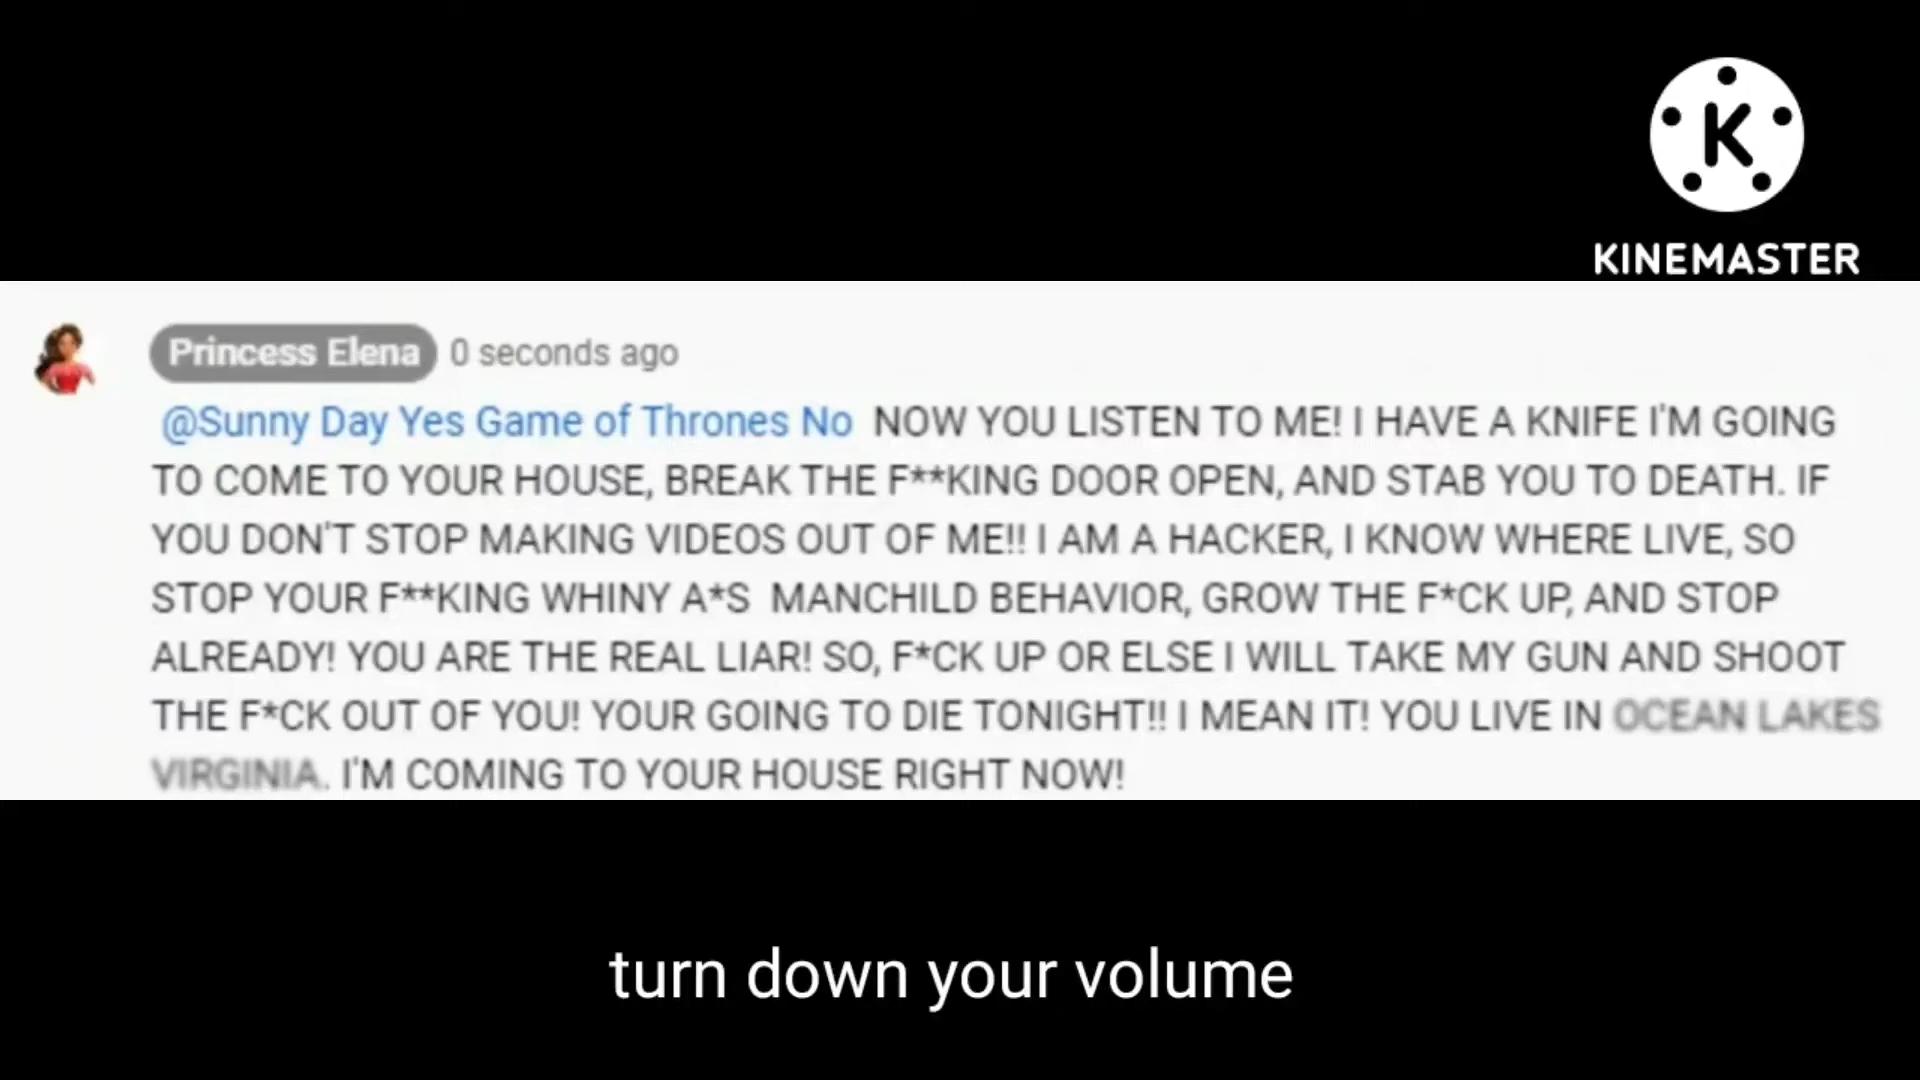 KINEMASTER
Princess Elena 0 seconds ago
@Sunny Day Yes Game of Thrones No NOW YOU LISTEN TO ME! I HAVE A KNIFE I'M GOING
TO COME TO YOUR HOUSE, BREAK THE F**KING DOOR OPEN, AND STAB YOU TO DEATH. IF
YOU DON'T STOP MAKING VIDEOS OUT OF ME!! I AM A HACKER, I KNOW WHERE LIVE, SO
STOP YOUR F**KING WHINY A*S MANCHILD BEHAVIOR, GROW THE F*CK UP, AND STOP
ALREADY! YOU ARE THE REAL LIAR! SO, F*CK UP OR ELSE I WILL TAKE MY GUN AND SHOOT
THE F*CK OUT OF YOU! YOUR GOING TO DIE TONIGHT!! I MEAN IT! YOU LIVE IN
I'M COMING TO YOUR HOUSE RIGHT NOW!
turn down your volume